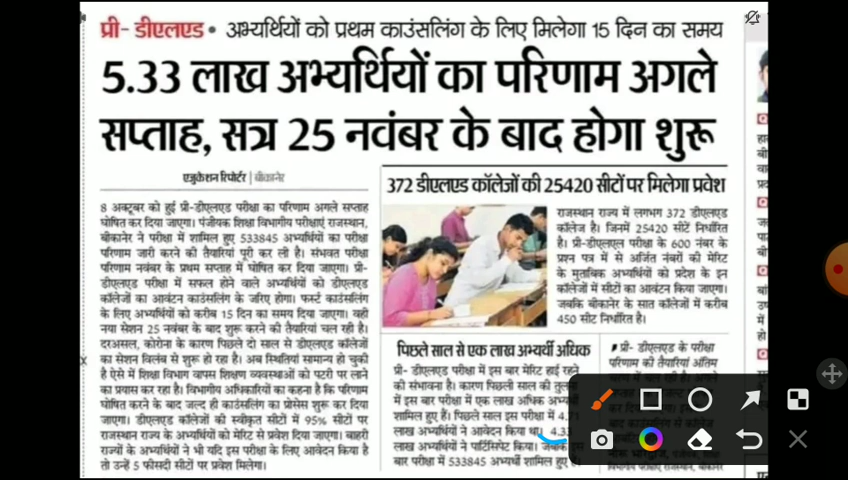 प्री- डीएलएड • अभ्यर्थियों को प्रथम काउंसलिंग के लिए मिलेगा 15 दिन का समय
5.33 लाख अभ्यर्थियों का परिणाम अगले
सप्ताह, सत्र 25 नवंबर के बाद होगा शुरू
एजुकेशन रिपोर्टर | बीकानेर
8 अक्टूबर को हुई प्री-डीएलएड परीक्षा का परिणाम अगले सप्ताह
घोषित कर दिया जाएगा। पंजीयक शिक्षा विभागीय परीक्षाएं राजस्थान,
बीकानेर ने परीक्षा में शामिल हुए 533845 अभ्यर्थियों का परीक्षा
परिणाम जारी करने की तैयारियां पूरी कर ली है। संभवत परीक्षा
परिणाम नवंबर के प्रथम सप्ताह में घोषित कर दिया जाएगा। प्री-
डीएलएड परीक्षा में सफल होने वाले अभ्यर्थियों को डीएलएड
कॉलेजों का आवंटन काउंसलिंग के जरिए होगा। फर्स्ट काउंसलिंग
के लिए अभ्यर्थियों को करीब 15 दिन का समय दिया जाएगा। वही
नया सेशन 25 नवंबर के बाद शुरू करने की तैयारियां चल रही है।
दरअसल, कोरोना के कारण पिछले दो साल से डीएलएड कॉलेजों
का सेशन विलंब से शुरू हो रहा है। अब स्थितियां सामान्य हो चुकी
है ऐसे में शिक्षा विभाग वापस शिक्षण व्यवस्थाओं को पटरी पर लाने
का प्रयास कर रहा है। विभागीय अधिकारियों का कहना है कि परिणाम
घोषित करने के बाद जल्द ही काउंसलिंग का प्रोसेस शुरू कर दिया
जाएगा। डीएलएड कॉलेजों की स्वीकृत सीटों में 95% सीटों पर
राजस्थान राज्य के अभ्यर्थियों को मेरिट से प्रवेश दिया जाएगा। बाहरी
राज्यों के अभ्यर्थियों ने भी यदि इस परीक्षा के लिए आवेदन किया है
तो उन्हें 5 फीसदी सीटों पर प्रवेश मिलेगा।
372 डीएलएड कॉलेजों की 25420 सीटों पर मिलेगा प्रवेश
राजस्थान राज्य में लगभग 372 डीएलएड
कॉलेज है। जिनमें 25420 सीटें निर्धारित
है। प्री-डीएलएल परीक्षा के 600 नंबर के
प्रश्न पत्र में से अर्जित नंबरों की मेरिट
के मुताबिक अभ्यर्थियों को प्रदेश के इन
कॉलेजों में सीटों का आवंटन किया जाएगा।
जबकि बीकानेर के सात कॉलेजों में करीब
450 सीट निर्धारित है।
पिछले साल से एक लाख अभ्यर्थी अधिक
प्री- डीएलएड परीक्षा में इस बार मेरिट हाई रहने
की संभावना है। कारण पिछले साल की
में इस बार परीक्षा में एक लाख अधिक
शामिल हुए हैं। पिछले साल इस परीक्षा में
लाख अभ्यर्थियों ने आवेदन किया था।
लाख अभ्यर्थियों ने पार्टिसिपेट किया।
बार परीक्षा में 533845 अभ्यर्थी शामिल हुए
प्री- डीएलएड के परीक्षा
परिणाम की तैयारियां अंतिम